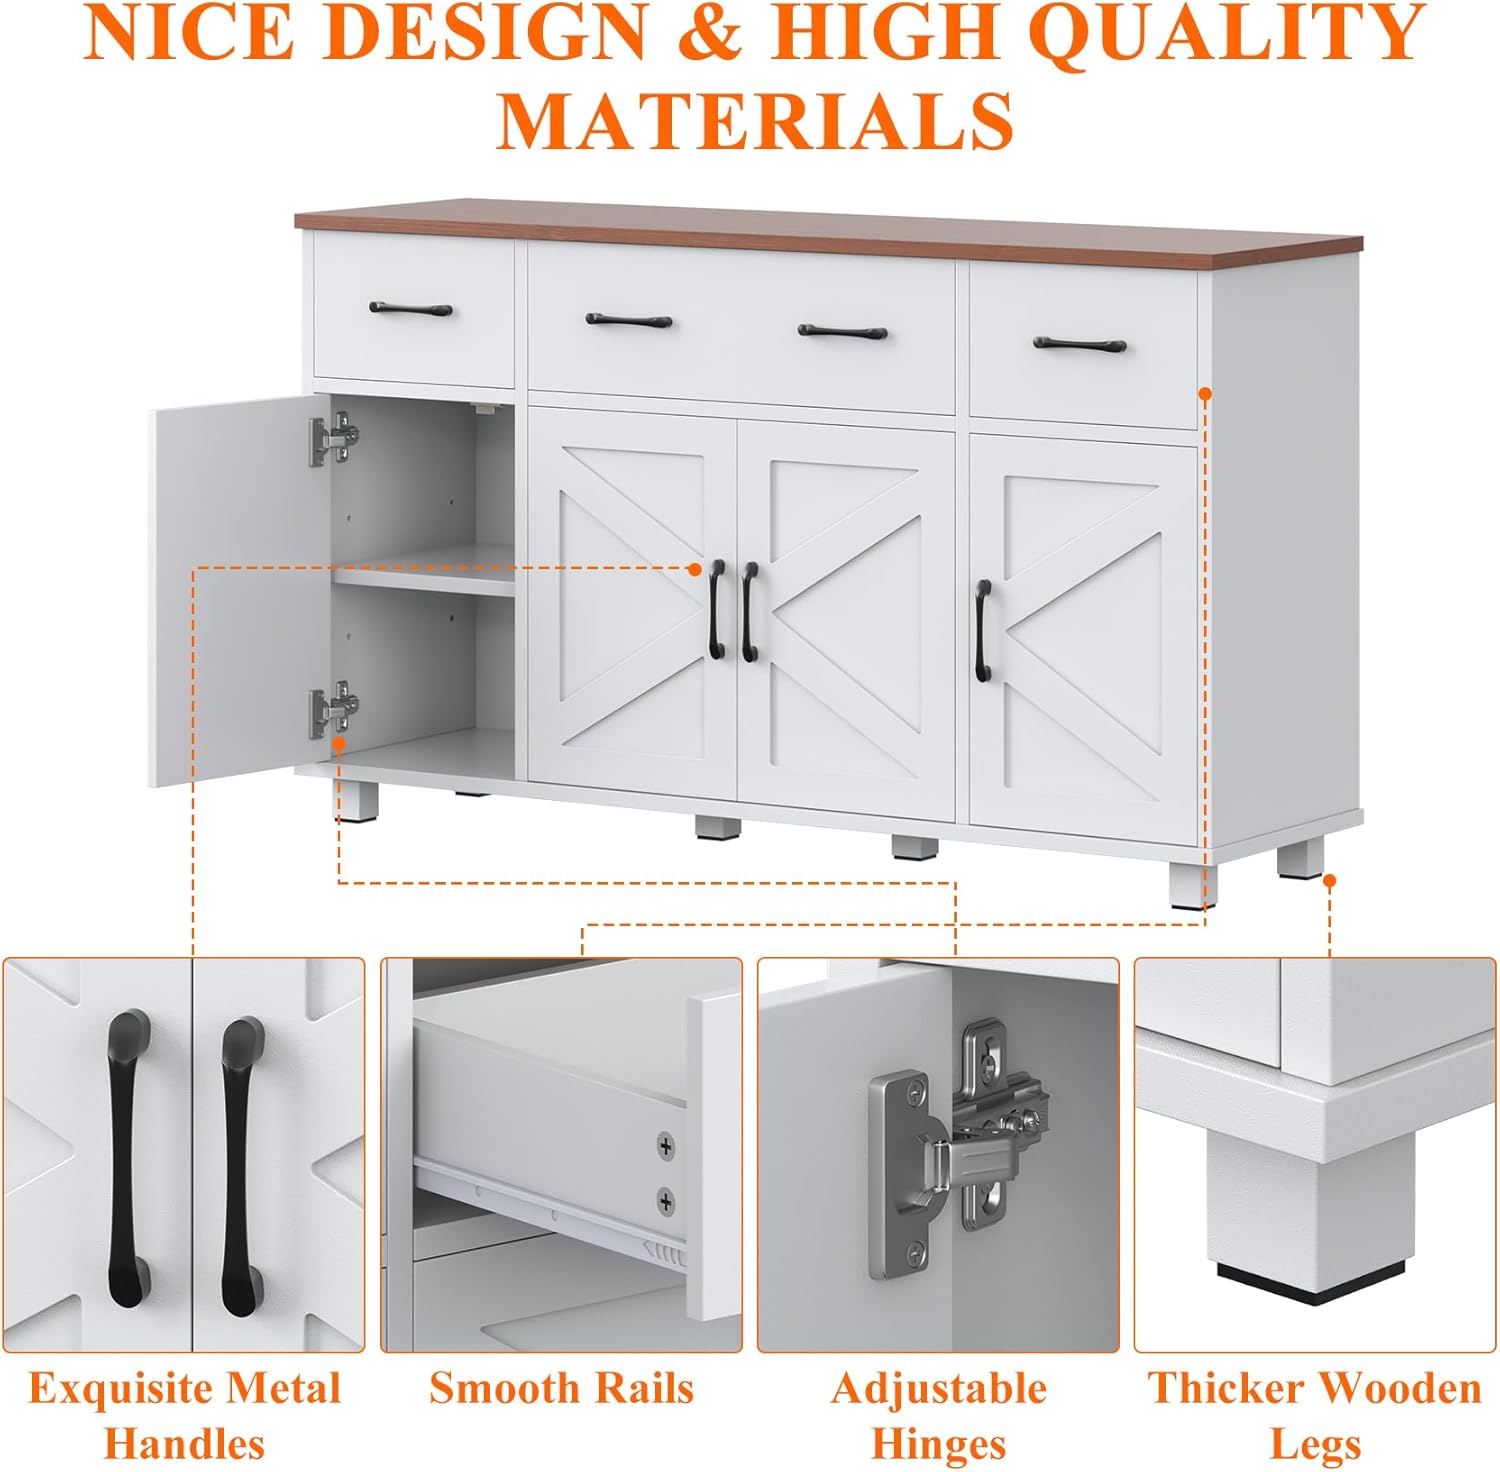 NICE DESIGN & HIGH QUALITY
MATERIALS
Exquisite Metal
Handles
Smooth Rails
Adjustable
Hinges
Thicker Wooden
Legs